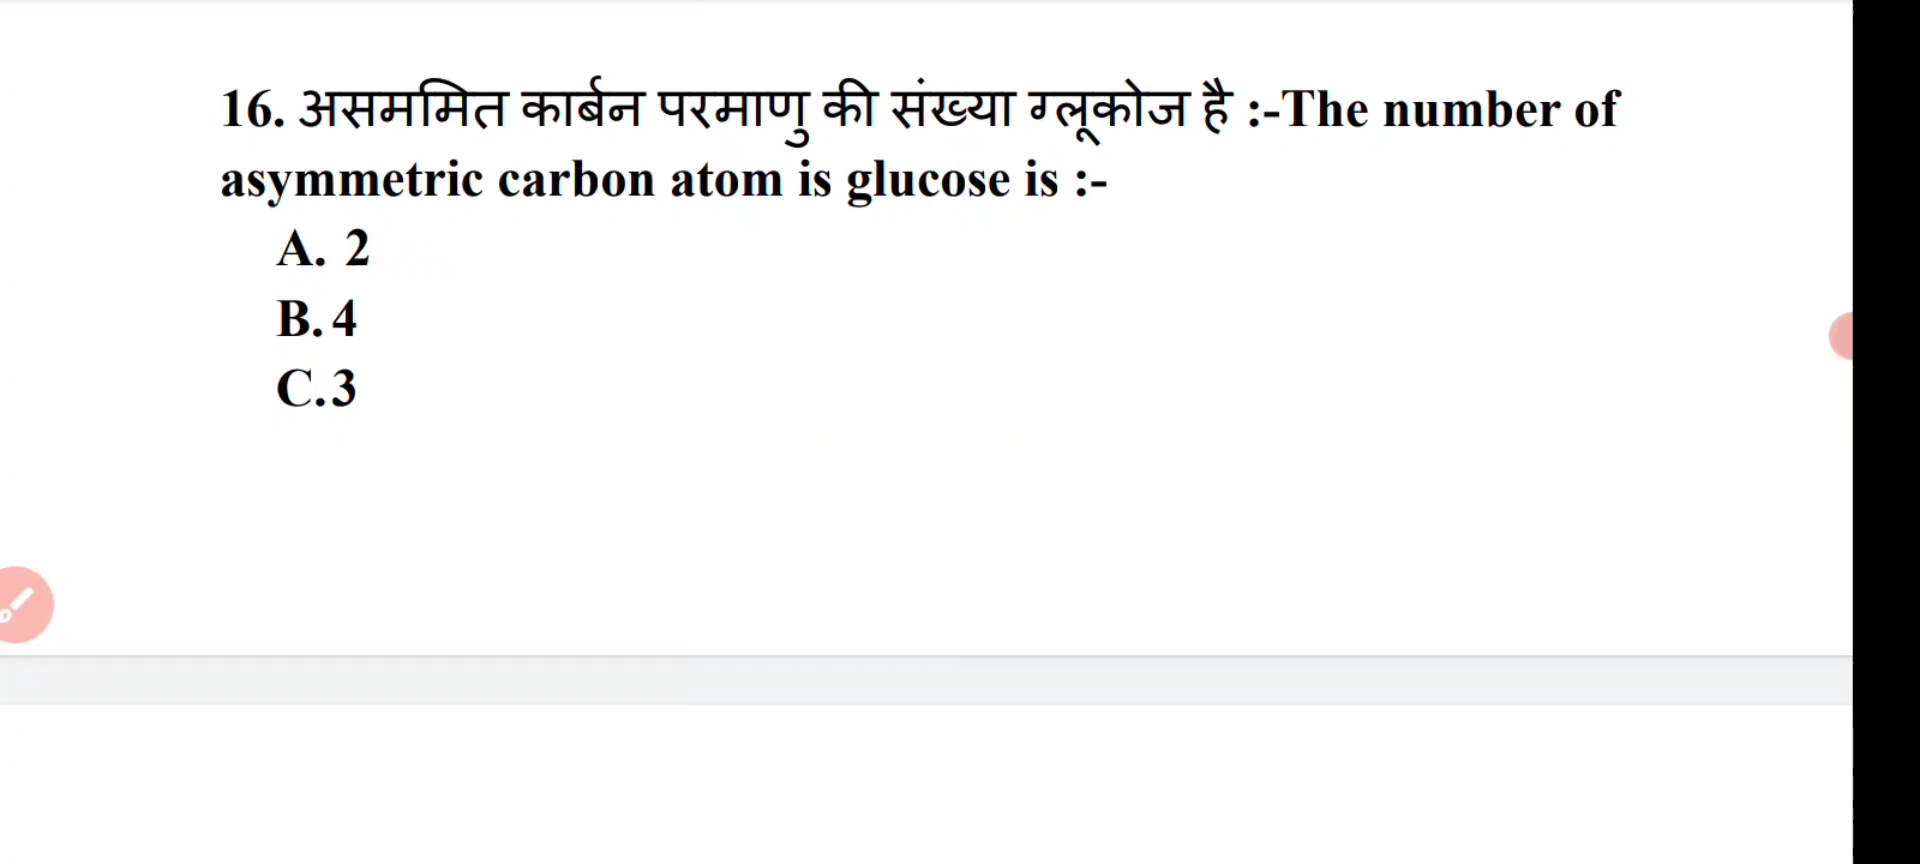 16. असममित कार्बन परमाणु की संख्या ग्लूकोज है :-The number of
asymmetric carbon atom is glucose is :-
A. 2
B. 4
C.3